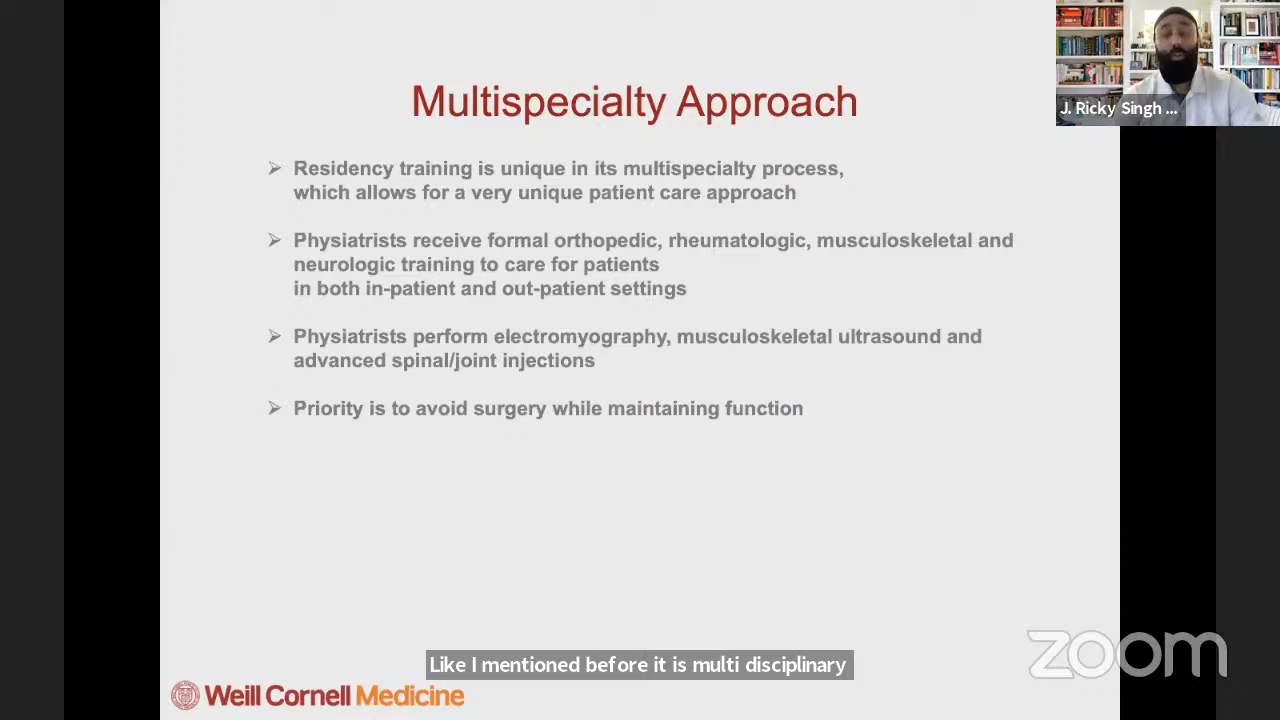 Multispecialty Approach
J. Ricky Singh ...
➢ Residency training is unique in its multispecialty process,
which allows for a very unique patient care approach
➢ Physiatrists receive formal orthopedic, rheumatologic, musculoskeletal and
neurologic training to care for patients
in both in-patient and out-patient settings
➢ Physiatrists perform electromyography, musculoskeletal ultrasound and
advanced spinal/joint injections
➢ Priority is to avoid surgery while maintaining function
zoom
Like I mentioned before it is multi disciplinary
Weill Cornell Medicine